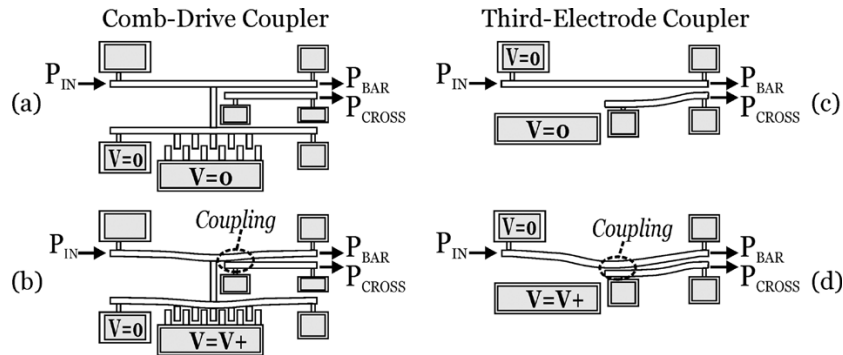 Comb-Drive Coupler
Third-Electrode Coupler
(a)
P_IN
P_BAR
P_CROSS
V=0
V=0
(c)
V=0
P_IN
P_BAR
P_CROSS
V=0
(b)
Coupling
P_IN
P_BAR
P_CROSS
V=0
V=V+
(d)
V=0
Coupling
P_IN
P_BAR
P_CROSS
V=V+